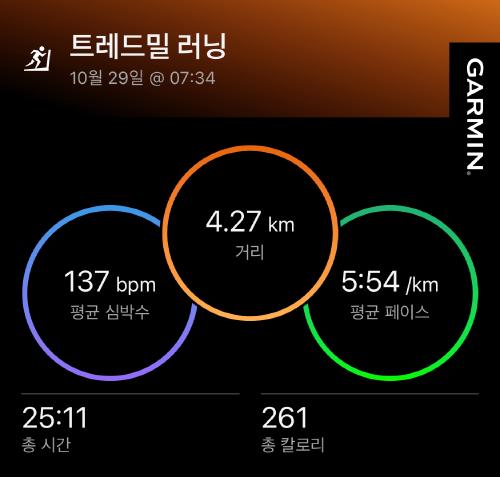 트레드밀 러닝
10월 29일 @ 07:34
GARMIN
4.27 km
거리
137 bpm
평균 심박수
5:54 /km
평균 페이스
25:11
총 시간
261
총 칼로리